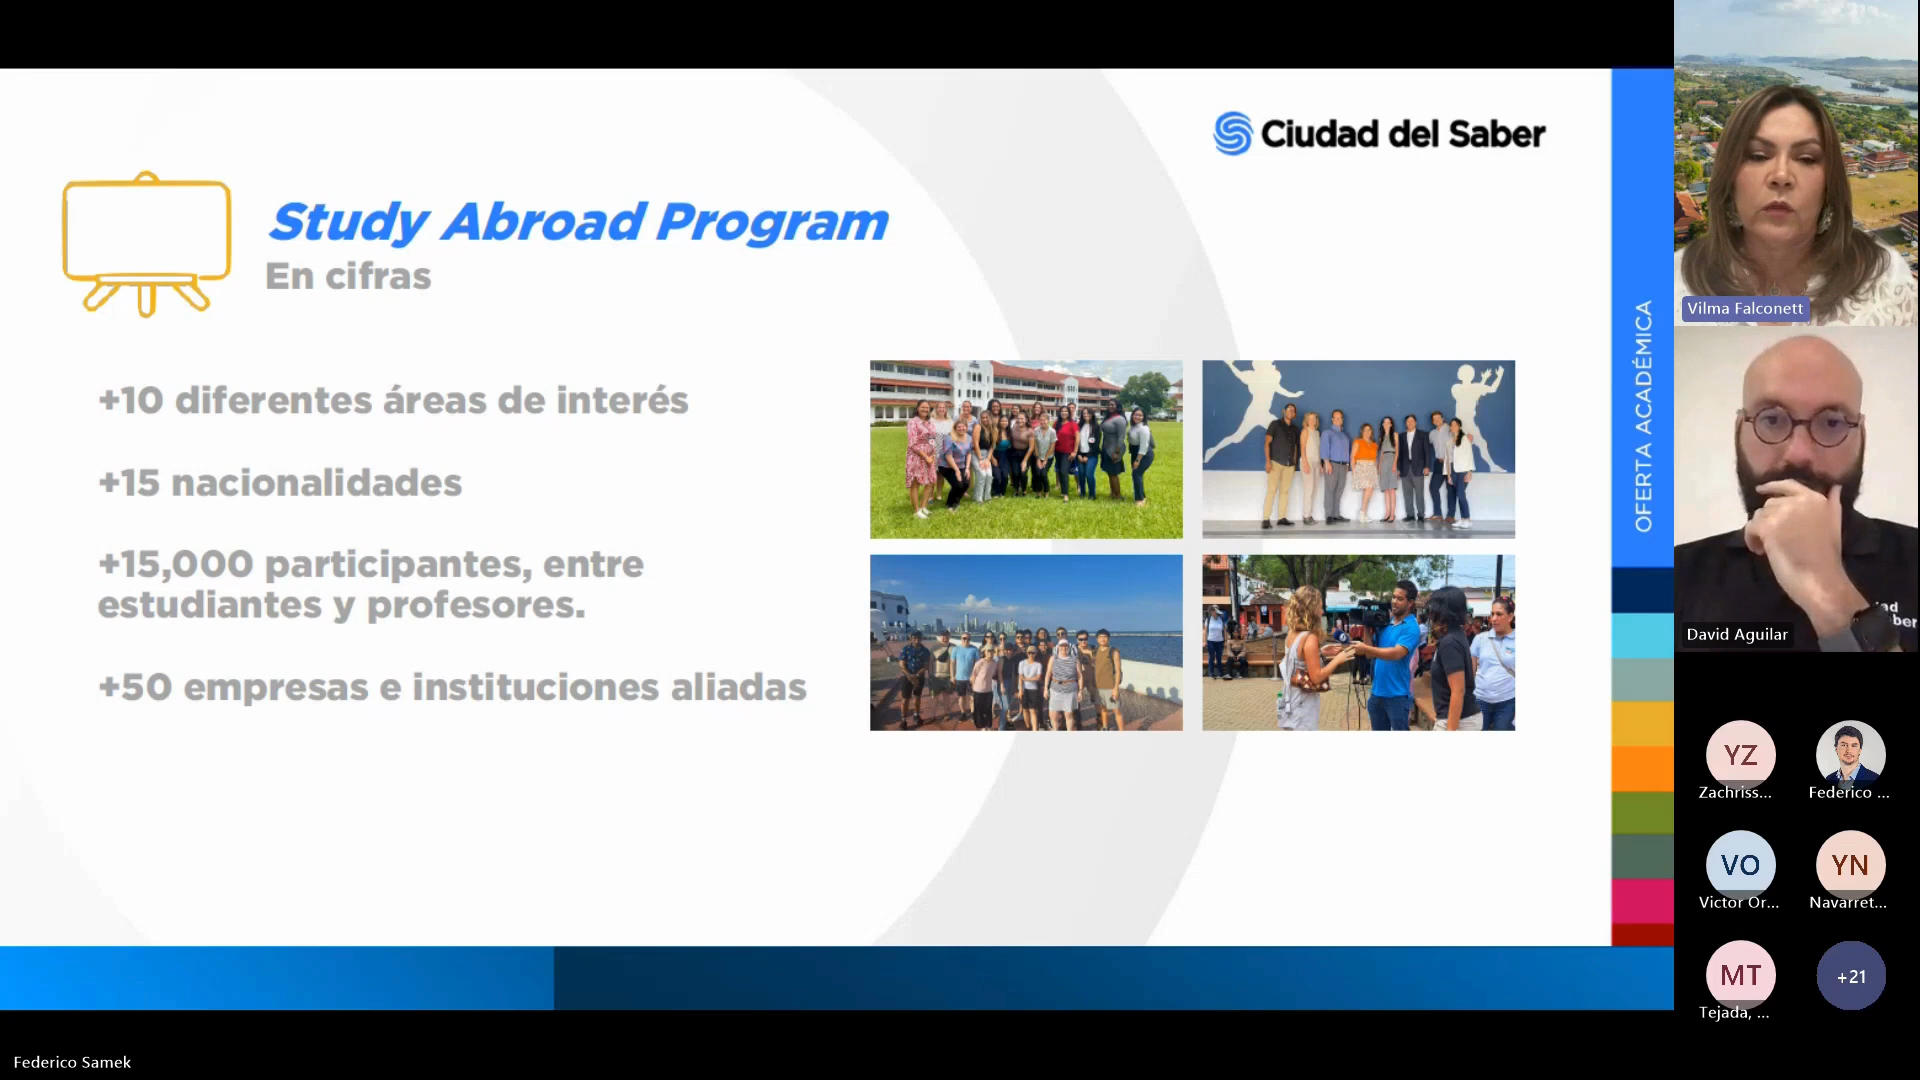 Ciudad del Saber
Study Abroad Program
En cifras
+10 diferentes áreas de interés
+15 nacionalidades
+15,000 participantes, entre
estudiantes y profesores.
+50 empresas e instituciones aliadas
OFERTA ACADÉMICA
Vilma Falconett
David Aguilar
YZ
Zachriss...
Federico ...
VO
Victor Or...
YN
Navarret...
MT
Tejada, ...
+21
Federico Samek